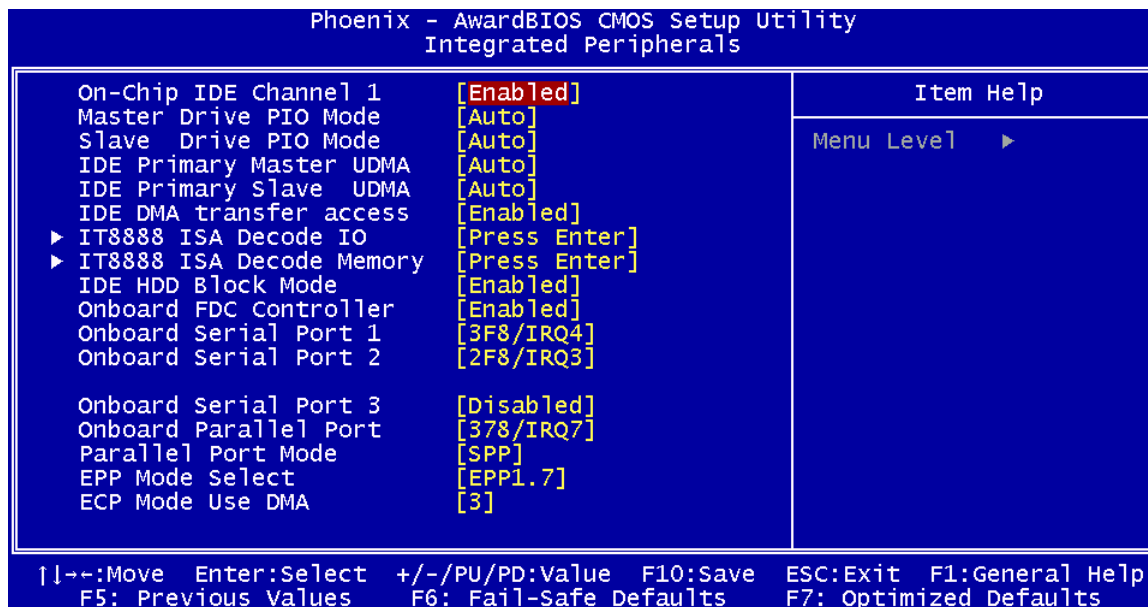 Phoenix - AwardBIOS CMOS Setup Utility
Integrated Peripherals
On-Chip IDE Channel 1 [Enabled]
Master Drive PIO Mode [Auto]
Slave Drive PIO Mode [Auto]
IDE Primary Master UDMA [Auto]
IDE Primary Slave UDMA [Auto]
IDE DMA transfer access [Enabled]
▶ IT8888 ISA Decode IO [Press Enter]
▶ IT8888 ISA Decode Memory [Press Enter]
IDE HDD Block Mode [Enabled]
Onboard FDC Controller [Enabled]
Onboard Serial Port 1 [3F8/IRQ4]
Onboard Serial Port 2 [2F8/IRQ3]
Onboard Serial Port 3 [Disabled]
Onboard Parallel Port [378/IRQ7]
Parallel Port Mode [SPP]
EPP Mode Select [EPP1.7]
ECP Mode Use DMA [3]
Item Help
Menu Level ▶
↑↓→←:Move Enter:Select +/-/PU/PD:Value F10:Save ESC:Exit F1:General Help
F5: Previous Values F6: Fail-Safe Defaults F7: Optimized Defaults